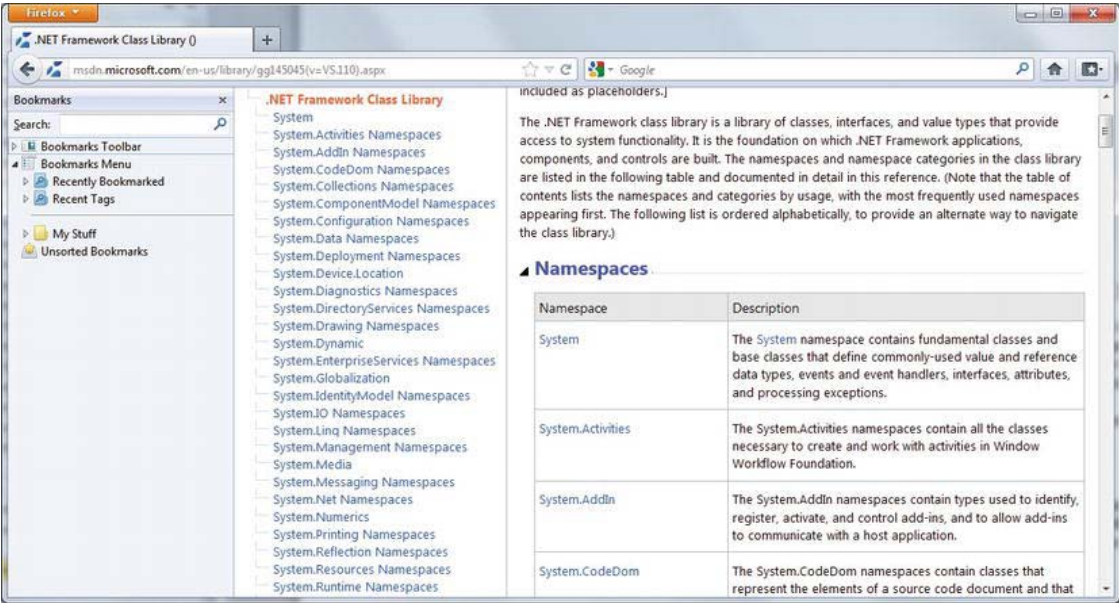 Firefox
.NET Framework Class Library ()
msdn.microsoft.com/en-us/library/gg145045(v=VS.110).aspx
Google
Bookmarks
Search:
Bookmarks Toolbar
Bookmarks Menu
Recently Bookmarked
Recent Tags
My Stuff
Unsorted Bookmarks
.NET Framework Class Library
System
System.Activities Namespaces
System.AddIn Namespaces
System.CodeDom Namespaces
System.Collections Namespaces
System.ComponentModel Namespaces
System.Configuration Namespaces
System.Data Namespaces
System.Deployment Namespaces
System.Device.Location
System.Diagnostics Namespaces
System.DirectoryServices Namespaces
System.Drawing Namespaces
System.Dynamic
System.EnterpriseServices Namespaces
System.Globalization
System.IdentityModel Namespaces
System.IO Namespaces
System.Linq Namespaces
System.Management Namespaces
System.Media
System.Messaging Namespaces
System.Net Namespaces
System.Numerics
System.Printing Namespaces
System.Reflection Namespaces
System.Resources Namespaces
System.Runtime Namespaces
included as placeholders.]
The .NET Framework class library is a library of classes, interfaces, and value types that provide
access to system functionality. It is the foundation on which .NET Framework applications,
components, and controls are built. The namespaces and namespace categories in the class library
are listed in the following table and documented in detail in this reference. (Note that the table of
contents lists the namespaces and categories by usage, with the most frequently used namespaces
appearing first. The following list is ordered alphabetically, to provide an alternate way to navigate
the class library.)
Namespaces
Namespace Description
System
The System namespace contains fundamental classes and
base classes that define commonly-used value and reference
data types, events and event handlers, interfaces, attributes,
and processing exceptions.
System.Activities
The System.Activities namespaces contain all the classes
necessary to create and work with activities in Window
Workflow Foundation.
System.AddIn
The System.AddIn namespaces contain types used to identify,
register, activate, and control add-ins, and to allow add-ins
to communicate with a host application.
System.CodeDom
The System.CodeDom namespaces contain classes that
represent the elements of a source code document and that